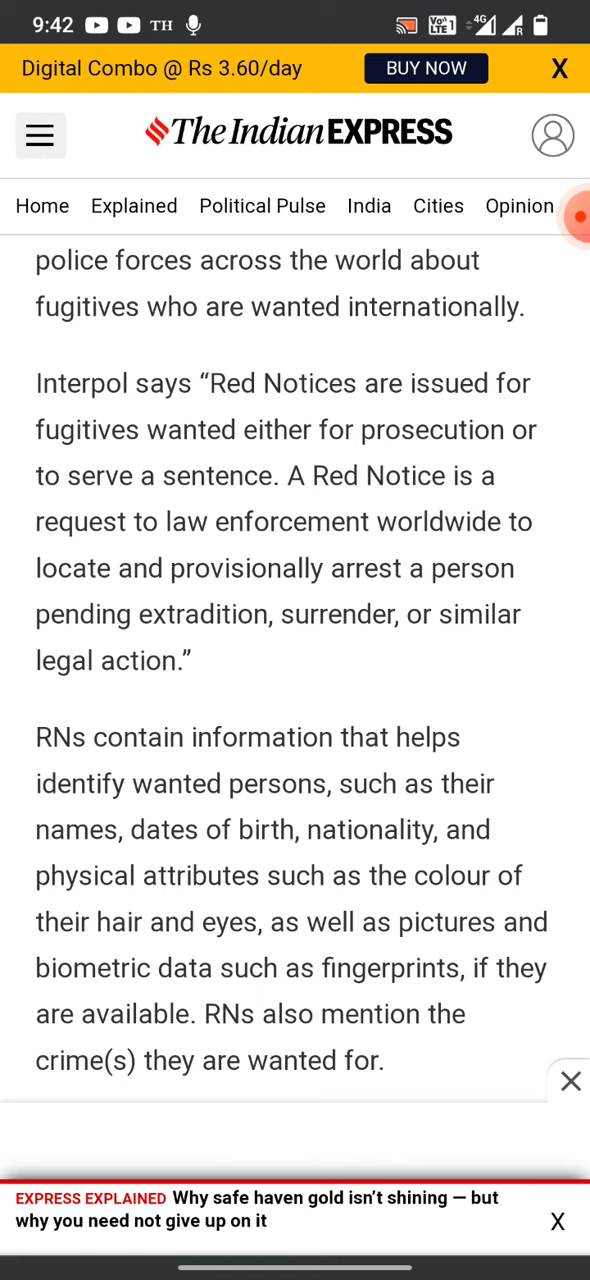 9:42 TH Vo)) LTE 1 4G R
Digital Combo @ Rs 3.60/day BUY NOW X
The Indian EXPRESS
Home Explained Political Pulse India Cities Opinion
police forces across the world about
fugitives who are wanted internationally.
Interpol says “Red Notices are issued for
fugitives wanted either for prosecution or
to serve a sentence. A Red Notice is a
request to law enforcement worldwide to
locate and provisionally arrest a person
pending extradition, surrender, or similar
legal action.”
RNs contain information that helps
identify wanted persons, such as their
names, dates of birth, nationality, and
physical attributes such as the colour of
their hair and eyes, as well as pictures and
biometric data such as fingerprints, if they
are available. RNs also mention the
crime(s) they are wanted for.
EXPRESS EXPLAINED Why safe haven gold isn’t shining — but
why you need not give up on it X